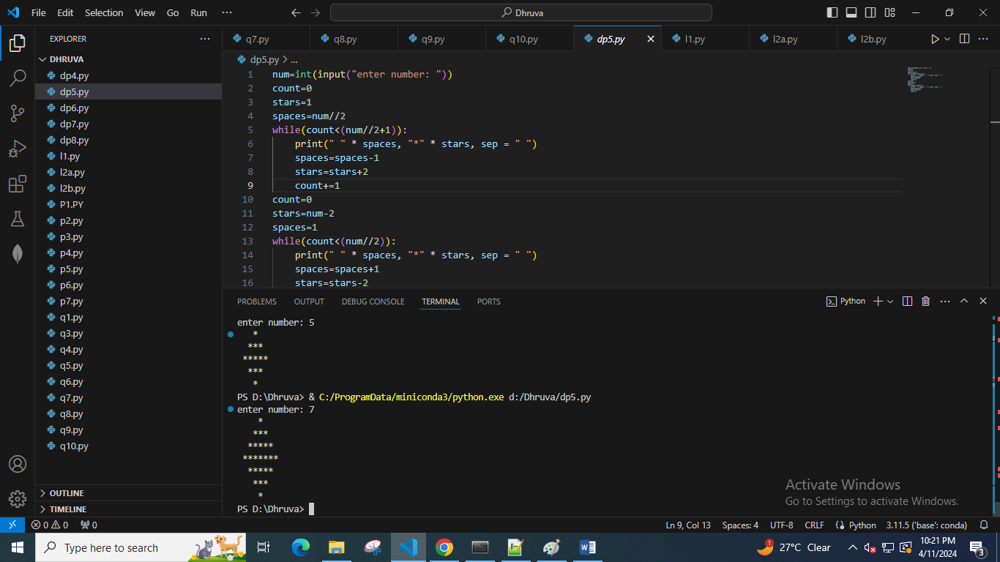 File Edit Selection View Go Run ··· Dhruva
EXPLORER ···
DHRUVA
dp4.py
dp5.py
dp6.py
dp7.py
dp8.py
l1.py
l2a.py
l2b.py
P1.PY
p2.py
p3.py
p4.py
p5.py
p6.py
p7.py
q1.py
q3.py
q4.py
q5.py
q6.py
q7.py
q8.py
q9.py
q10.py
OUTLINE
TIMELINE
q7.py q8.py q9.py q10.py dp5.py l1.py l2a.py l2b.py ···
dp5.py > ...
1 num=int(input("enter number: "))
2 count=0
3 stars=1
4 spaces=num//2
5 while(count<(num//2+1)):
6     print(" " * spaces, "*" * stars, sep = " ")
7     spaces=spaces-1
8     stars=stars+2
9     count+=1
10 count=0
11 stars=num-2
12 spaces=1
13 while(count<(num//2)):
14     print(" " * spaces, "*" * stars, sep = " ")
15     spaces=spaces+1
16     stars=stars-2
PROBLEMS OUTPUT DEBUG CONSOLE TERMINAL PORTS Python ···
enter number: 5
   *
  ***
 *****
  ***
   *
PS D:\Dhruva> & C:/ProgramData/miniconda3/python.exe d:/Dhruva/dp5.py
enter number: 7
    *
   ***
  *****
 *******
  *****
   ***
    *
PS D:\Dhruva>
Activate Windows
Go to Settings to activate Windows.
0 0 0 Ln 9, Col 13 Spaces: 4 UTF-8 CRLF Python 3.11.5 ('base': conda)
Type here to search 1 27°C Clear 10:21 PM 3
4/11/2024